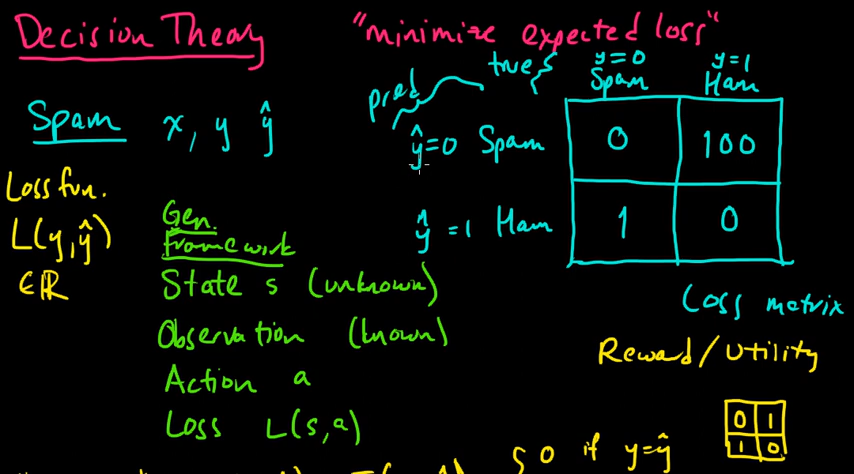 Decision Theory "minimize expected loss"
pred true { y=0 y=1
Spam Ham
Spam x, y ŷ
ŷ=0 Spam 0 100
Loss fun.
L(y,ŷ)
∈ℝ
ŷ=1 Ham 1 0
Gen.
framework
State s (unknown)
Loss matrix
Observation (known)
Reward/Utility
Action a
Loss L(s,a)
0 1
1 0
{ 0 if y=ŷ